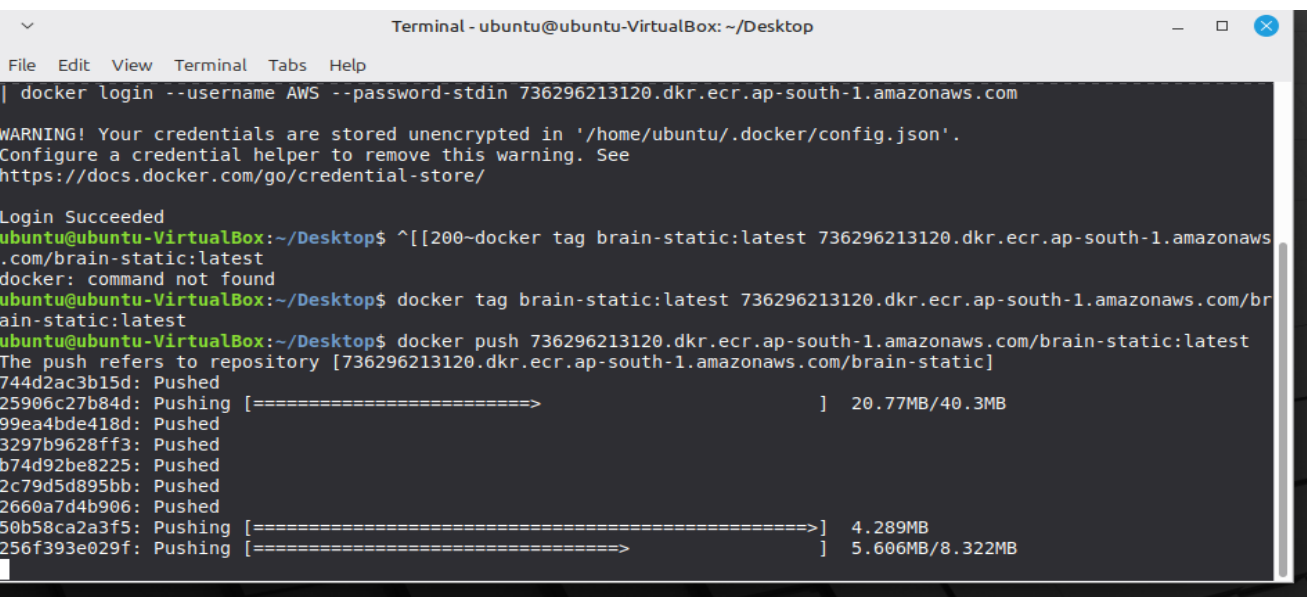 Terminal - ubuntu@ubuntu-VirtualBox: ~/Desktop
File Edit View Terminal Tabs Help
| docker login --username AWS --password-stdin 736296213120.dkr.ecr.ap-south-1.amazonaws.com
WARNING! Your credentials are stored unencrypted in '/home/ubuntu/.docker/config.json'.
Configure a credential helper to remove this warning. See
https://docs.docker.com/go/credential-store/
Login Succeeded
ubuntu@ubuntu-VirtualBox:~/Desktop$ ^[[200~docker tag brain-static:latest 736296213120.dkr.ecr.ap-south-1.amazonaws
.com/brain-static:latest
docker: command not found
ubuntu@ubuntu-VirtualBox:~/Desktop$ docker tag brain-static:latest 736296213120.dkr.ecr.ap-south-1.amazonaws.com/br
ain-static:latest
ubuntu@ubuntu-VirtualBox:~/Desktop$ docker push 736296213120.dkr.ecr.ap-south-1.amazonaws.com/brain-static:latest
The push refers to repository [736296213120.dkr.ecr.ap-south-1.amazonaws.com/brain-static]
744d2ac3b15d: Pushed
25906c27b84d: Pushing [=========================>                         ]  20.77MB/40.3MB
99ea4bde418d: Pushed
3297b9628ff3: Pushed
b74d92be8225: Pushed
2c79d5d895bb: Pushed
2660a7d4b906: Pushed
50b58ca2a3f5: Pushing [==================================================>]  4.289MB
256f393e029f: Pushing [=================================>                 ]  5.606MB/8.322MB